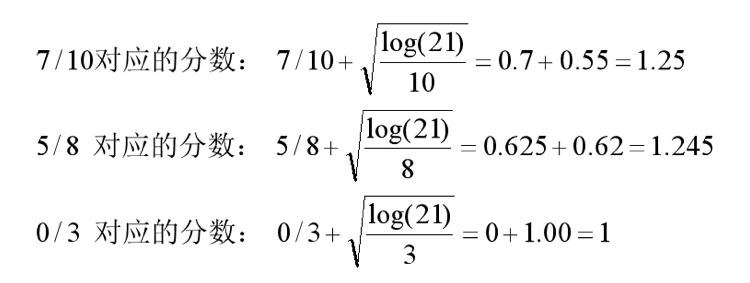 7/10对应的分数： 7/10+√(log(21)/10)=0.7+0.55=1.25
5/8 对应的分数： 5/8+√(log(21)/8)=0.625+0.62=1.245
0/3 对应的分数： 0/3+√(log(21)/3)=0+1.00=1